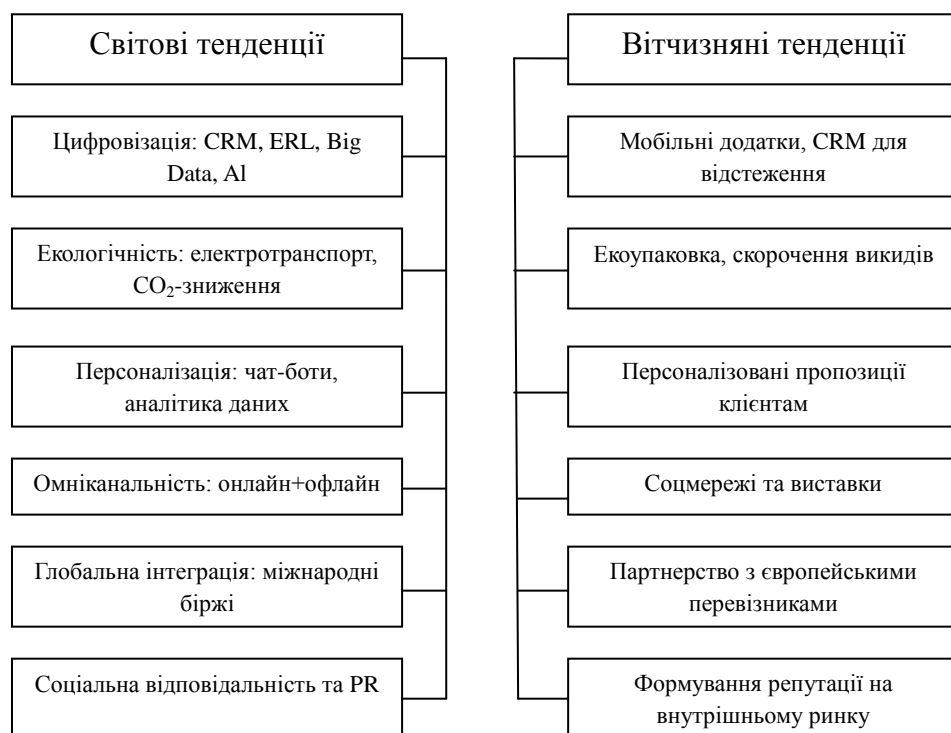 Світові тенденції
Цифровізація: CRM, ERL, Big
Data, Al
Екологічність: електротранспорт,
CO₂-зниження
Персоналізація: чат-боти,
аналітика даних
Омніканальність: онлайн+офлайн
Глобальна інтеграція: міжнародні
біржі
Соціальна відповідальність та PR
Вітчизняні тенденції
Мобільні додатки, CRM для
відстеження
Екоупаковка, скорочення викидів
Персоналізовані пропозиції
клієнтам
Соцмережі та виставки
Партнерство з європейськими
перевізниками
Формування репутації на
внутрішньому ринку